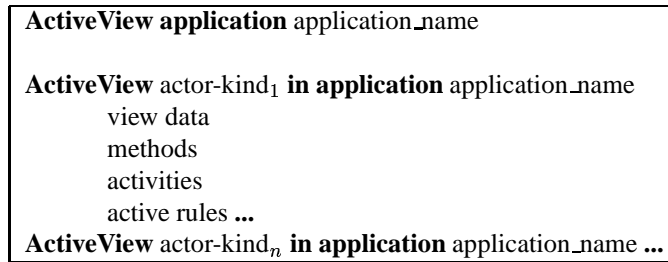 ActiveView application application_name
ActiveView actor-kind₁ in application application_name
view data
methods
activities
active rules ...
ActiveView actor-kindₙ in application application_name ...